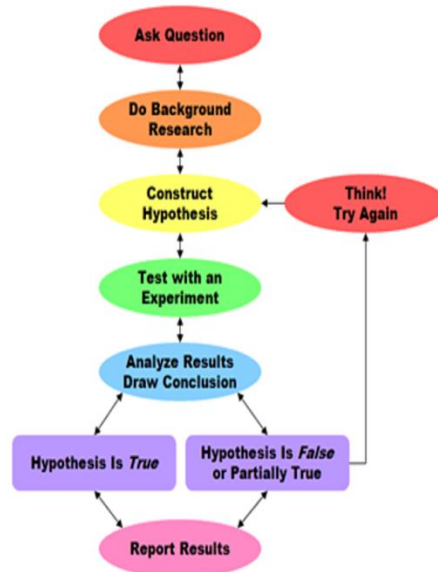 Ask Question
Do Background
Research
Construct
Hypothesis
Think!
Try Again
Test with an
Experiment
Analyze Results
Draw Conclusion
Hypothesis Is True
Hypothesis Is False
or Partially True
Report Results